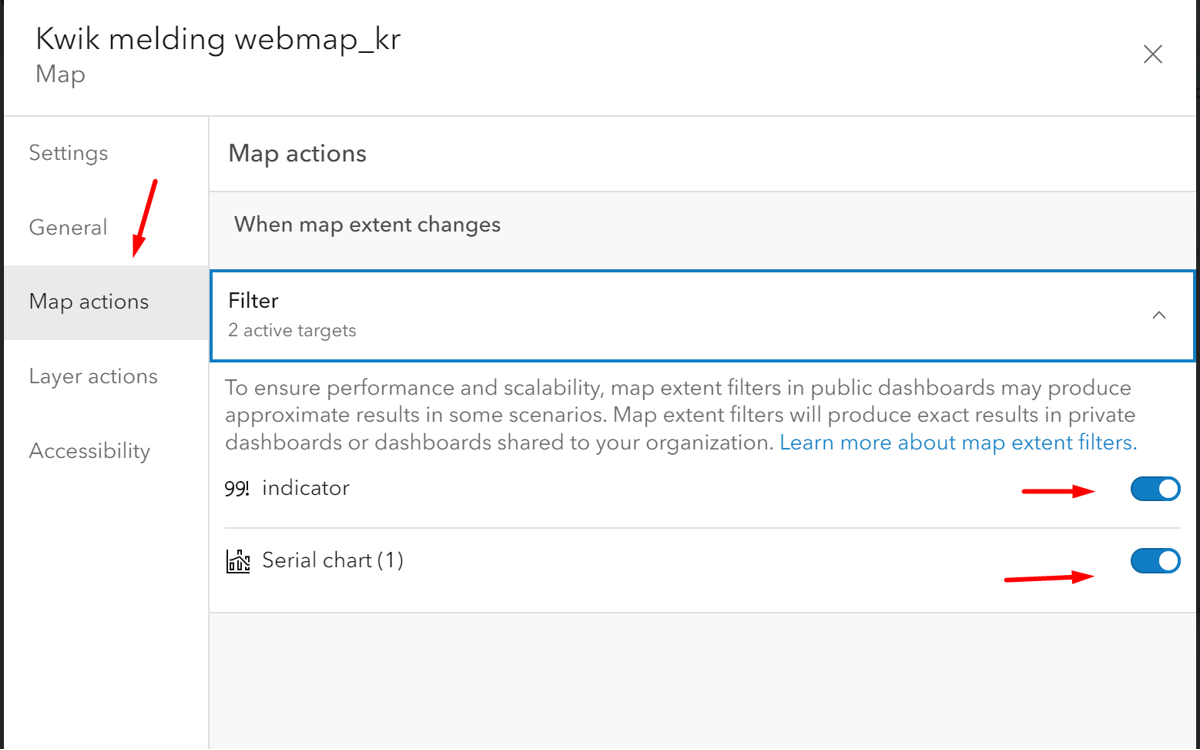 Kwik melding webmap_kr
Map
Settings
General
Map actions
Layer actions
Accessibility
Map actions
When map extent changes
Filter
2 active targets
To ensure performance and scalability, map extent filters in public dashboards may produce
approximate results in some scenarios. Map extent filters will produce exact results in private
dashboards or dashboards shared to your organization. Learn more about map extent filters.
99! indicator
Serial chart (1)